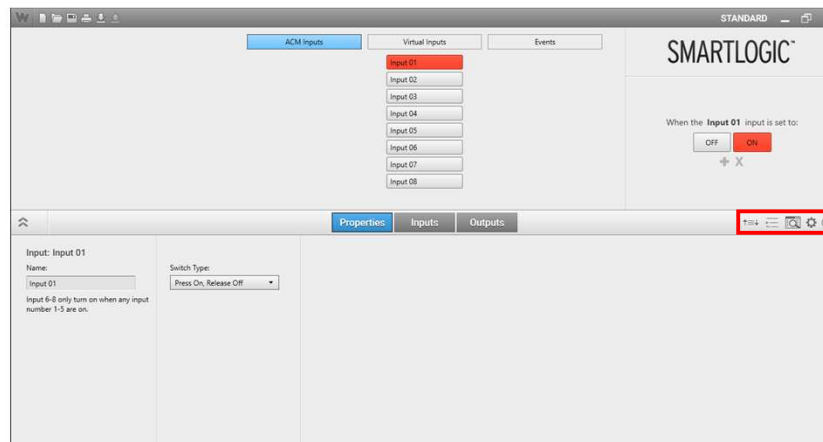 W STANDARD
ACM Inputs Virtual Inputs Events
SMARTLOGIC™
Input 01
Input 02
Input 03
Input 04
Input 05
Input 06
Input 07
Input 08
When the Input 01 input is set to:
OFF ON
Properties Inputs Outputs
Input: Input 01
Name: Switch Type:
Input 01 Press On, Release Off
Input 6-8 only turn on when any input
number 1-5 are on.